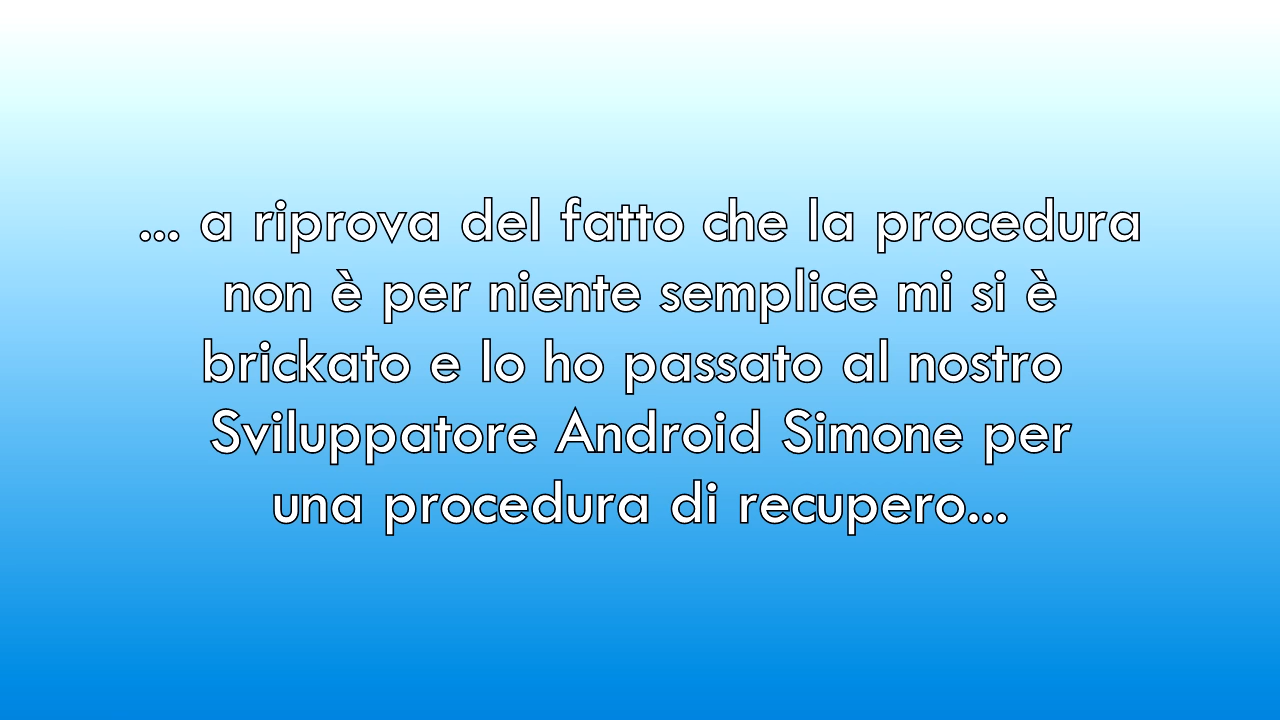 ... a riprova del fatto che la procedura
non è per niente semplice mi si è
brickato e lo ho passato al nostro
Sviluppatore Android Simone per
una procedura di recupero...